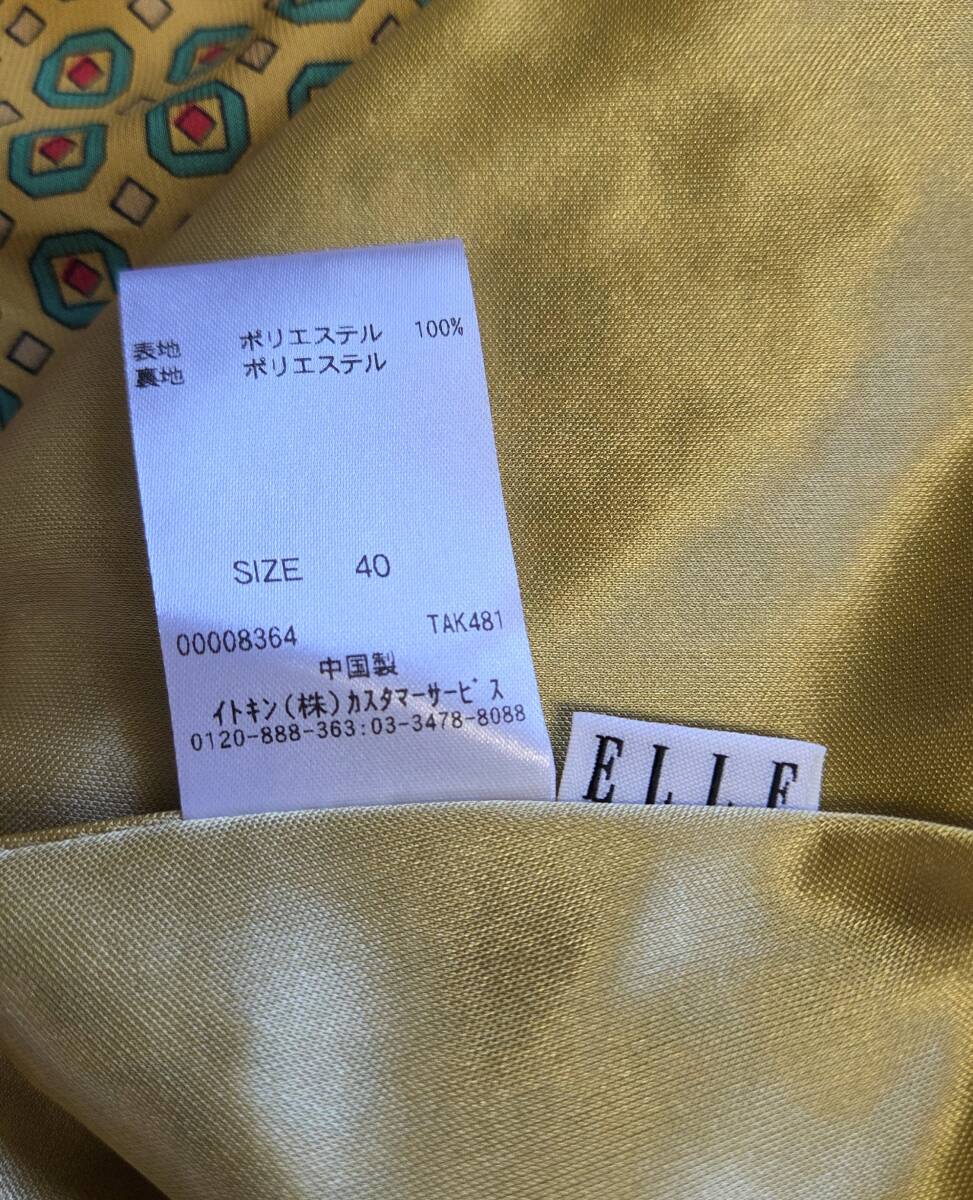 表地 ポリエステル 100%
裏地 ポリエステル
SIZE 40
00008364 TAK481
中国製
イトキン(株)カスタマーサービス
0120-888-363:03-3478-8088
ELLE